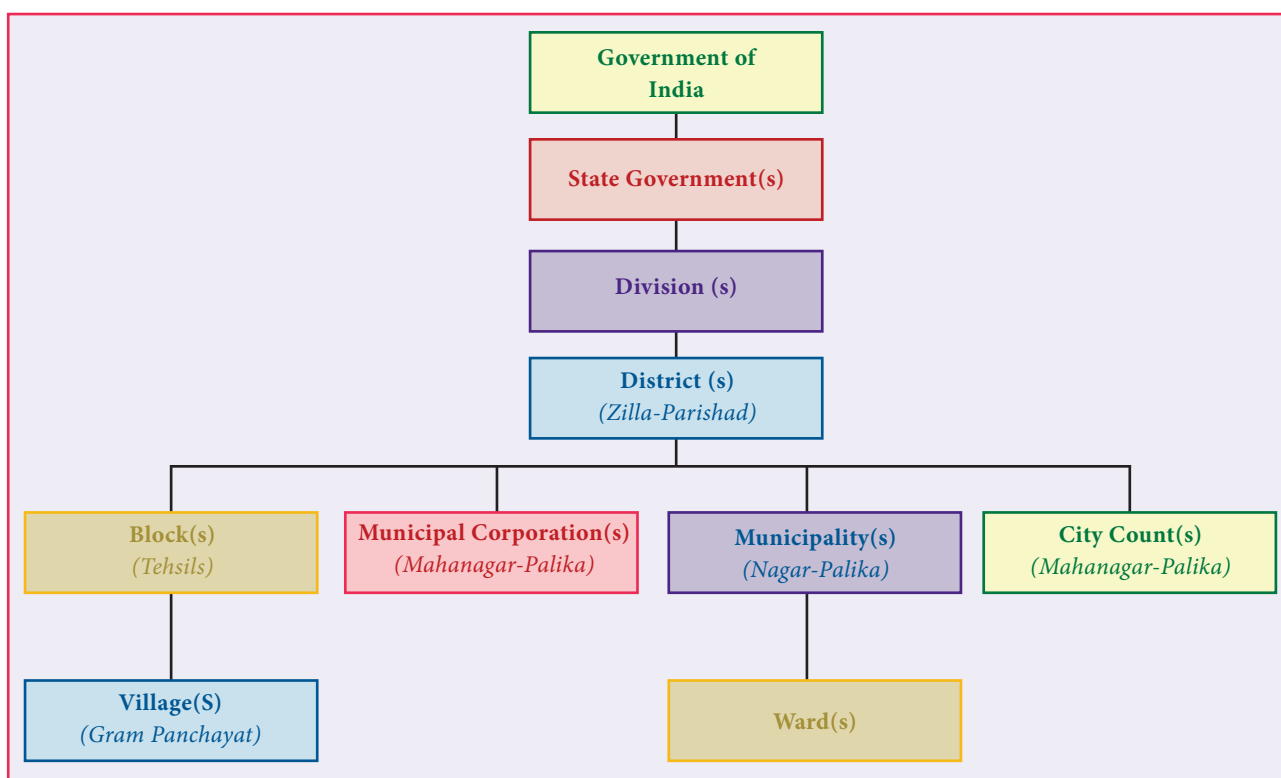 Government of
India
State Government(s)
Division (s)
District (s)
(Zilla-Parishad)
Block(s)
(Tehsils)
Municipal Corporation(s)
(Mahanagar-Palika)
Municipality(s)
(Nagar-Palika)
City Count(s)
(Mahanagar-Palika)
Village(S)
(Gram Panchayat)
Ward(s)